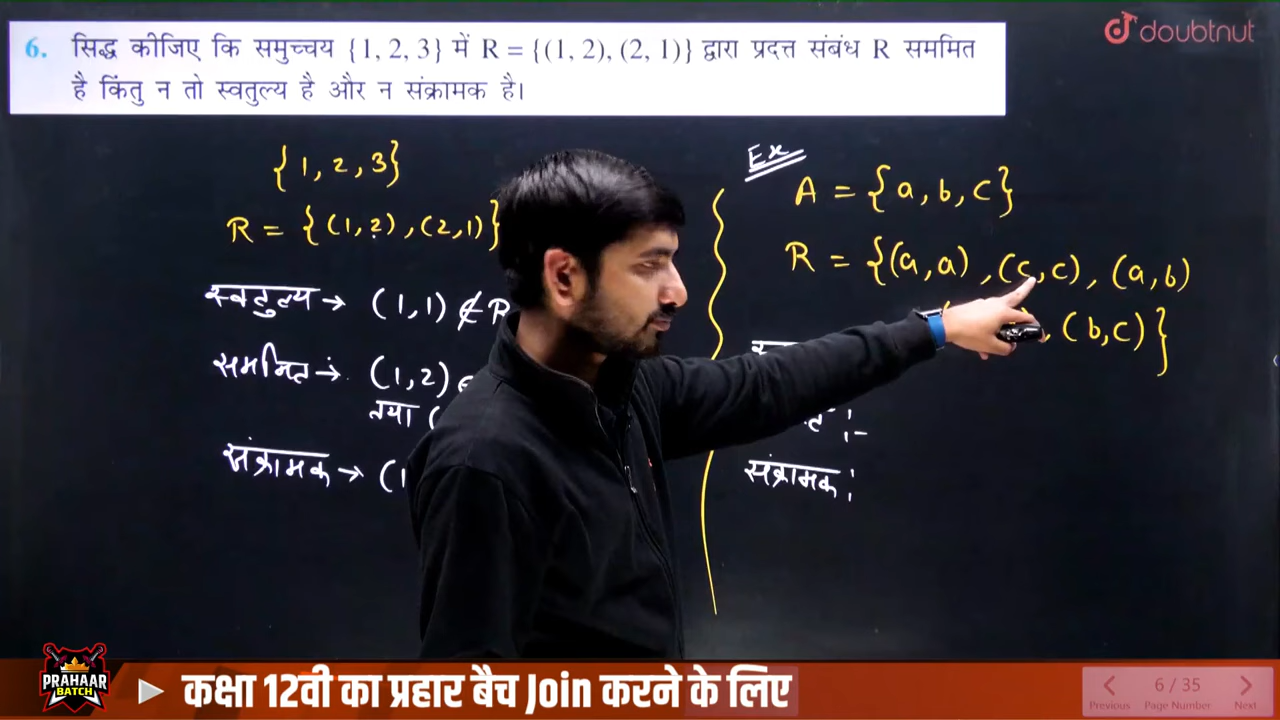 6. सिद्ध कीजिए कि समुच्चय {1, 2, 3} में R = {(1, 2), (2, 1)} द्वारा प्रदत्त संबंध R सममित
है किंतु न तो स्वतुल्य है और न संक्रामक है।
doubtnut
{1, 2, 3}
R = {(1, 2), (2, 1)}
स्वतुल्य → (1, 1) ∉ R
सममित → (1, 2) ∈
तथा (
संक्रामक → (1
Ex
A = {a, b, c}
R = {(a, a), (c, c), (a, b)
, (b, c)}
संक्रामक :
PRAHAAR
BATCH
कक्षा 12वी का प्रहार बैच Join करने के लिए
6 / 35
Previous Page Number Next